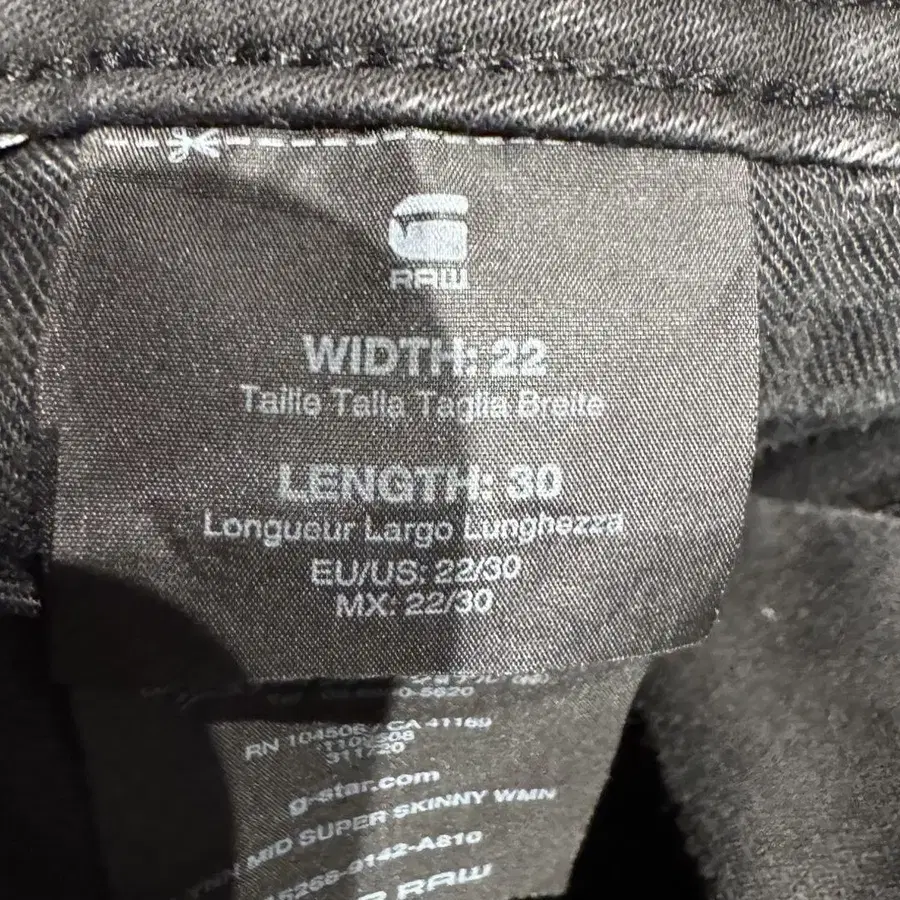 RAW
WIDTH: 22
Taille Talla Taglia Breite
LENGTH: 30
Longueur Largo Lunghezza
EU/US: 22/30
MX: 22/30
RN 104506 / CA 41169
311720
g-star.com
MID SUPER SKINNY WMN
RAW